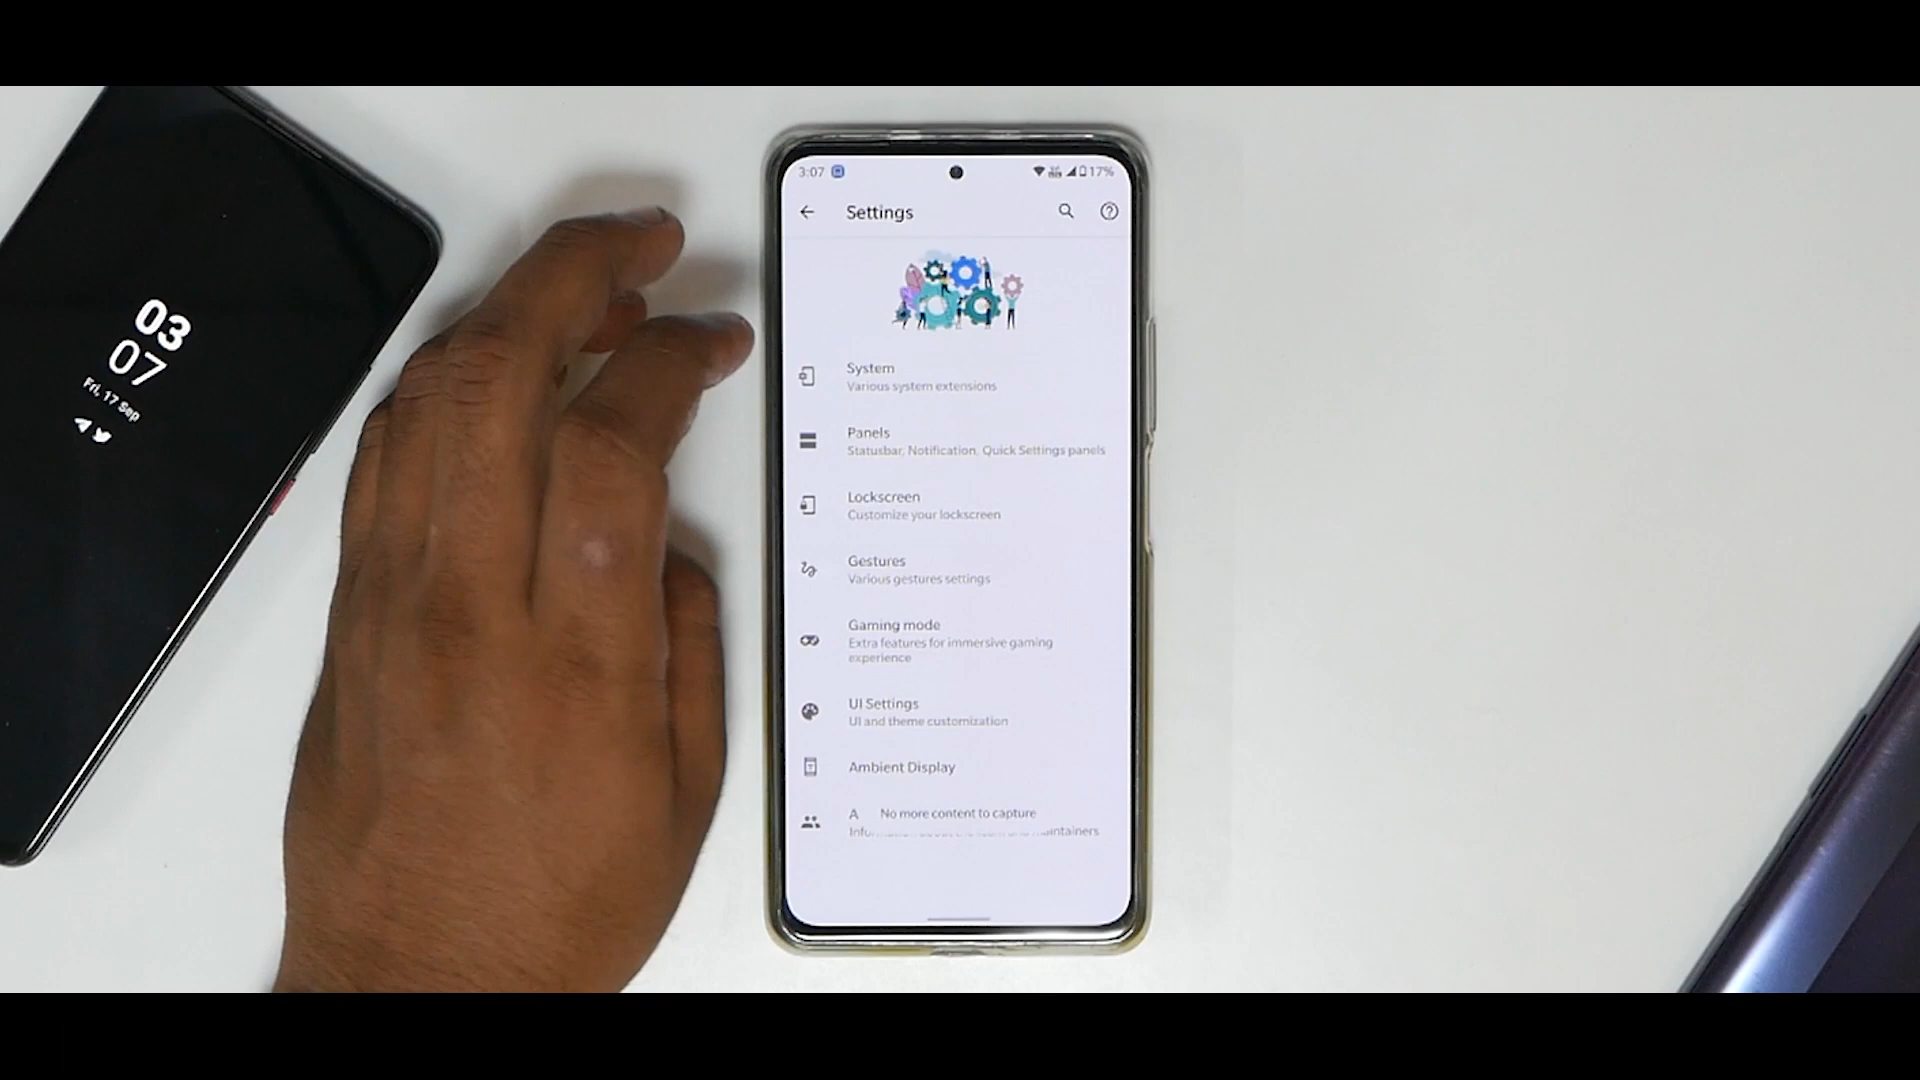 03
07
Fri, 17 Sep
3:07
17%
Settings
System
Various system extensions
Panels
Statusbar, Notification, Quick Settings panels
Lockscreen
Customize your lockscreen
Gestures
Various gestures settings
Gaming mode
Extra features for immersive gaming
experience
UI Settings
UI and theme customization
Ambient Display
A
No more content to capture